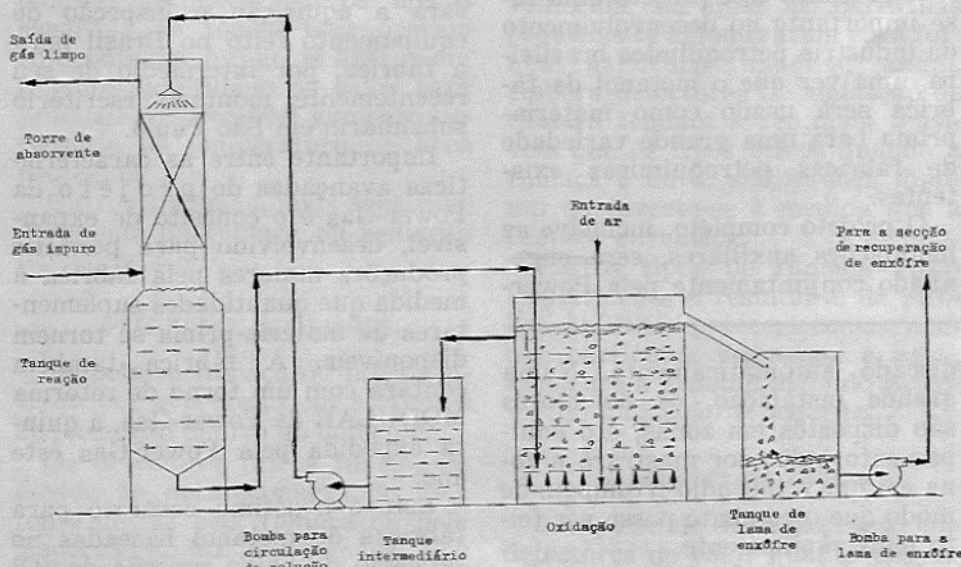 Saída de
gás limpo
Torre de
absorvente
Entrada de
gás impuro
Tanque de
reação
Entrada
de ar
Para a secção
de recuperação
de enxôfre
Bomba para
circulação
da solução
Tanque
intermediário
Oxidação
Tanque de
lama de
enxôfre
Bomba para a
lama de enxôfre